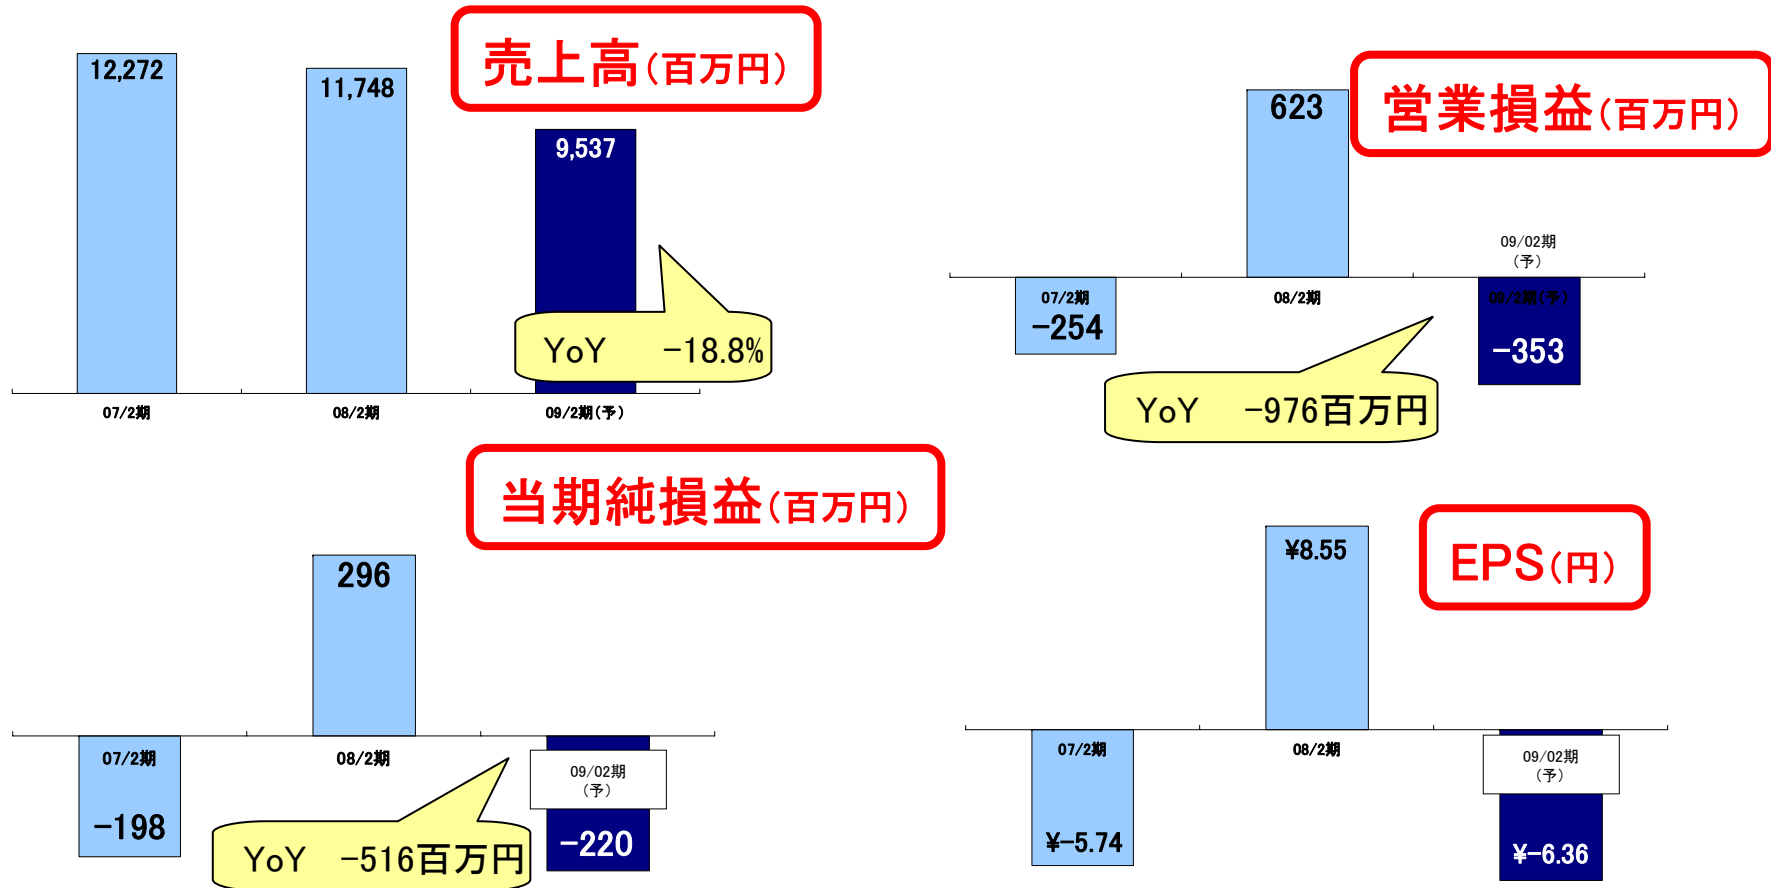 売上高(百万円)
12,272
11,748
9,537
YoY -18.8%
07/2期
08/2期
09/2期(予)
営業損益(百万円)
623
09/02期
(予)
07/2期
08/2期
09/2期(予)
-254
-353
YoY -976百万円
当期純損益(百万円)
296
07/2期
08/2期
09/02期
(予)
-198
-220
YoY -516百万円
EPS(円)
¥8.55
07/2期
08/2期
09/02期
(予)
¥-5.74
¥-6.36